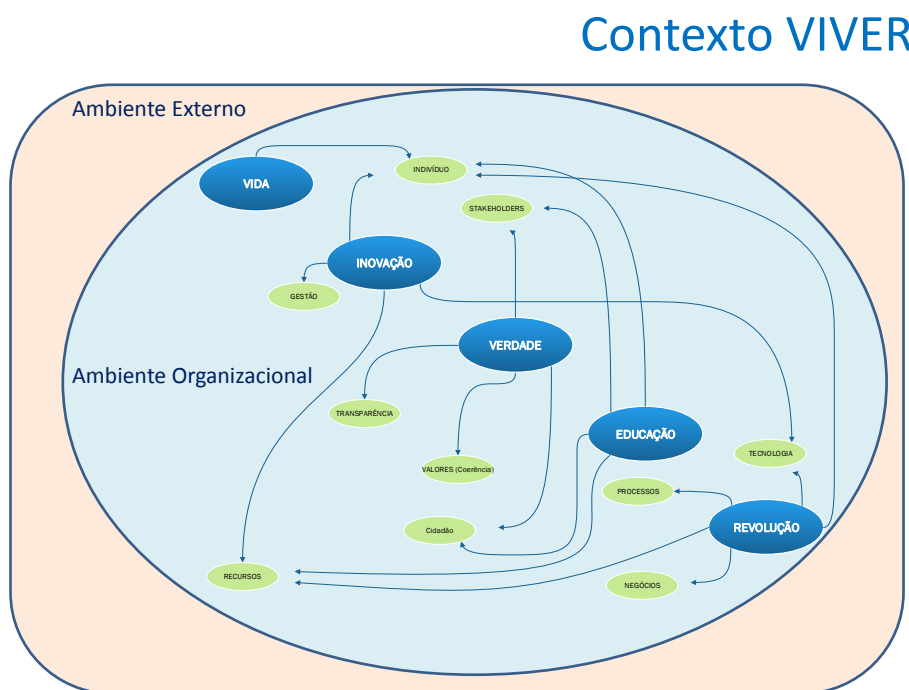 Contexto VIVER
Ambiente Externo
INDIVÍDUO
VIDA
STAKEHOLDERS
INOVAÇÃO
GESTÃO
VERDADE
Ambiente Organizacional
TRANSPARÊNCIA
EDUCAÇÃO
TECNOLOGIA
VALORES (Coerência)
PROCESSOS
REVOLUÇÃO
Cidadão
RECURSOS
NEGÓCIOS